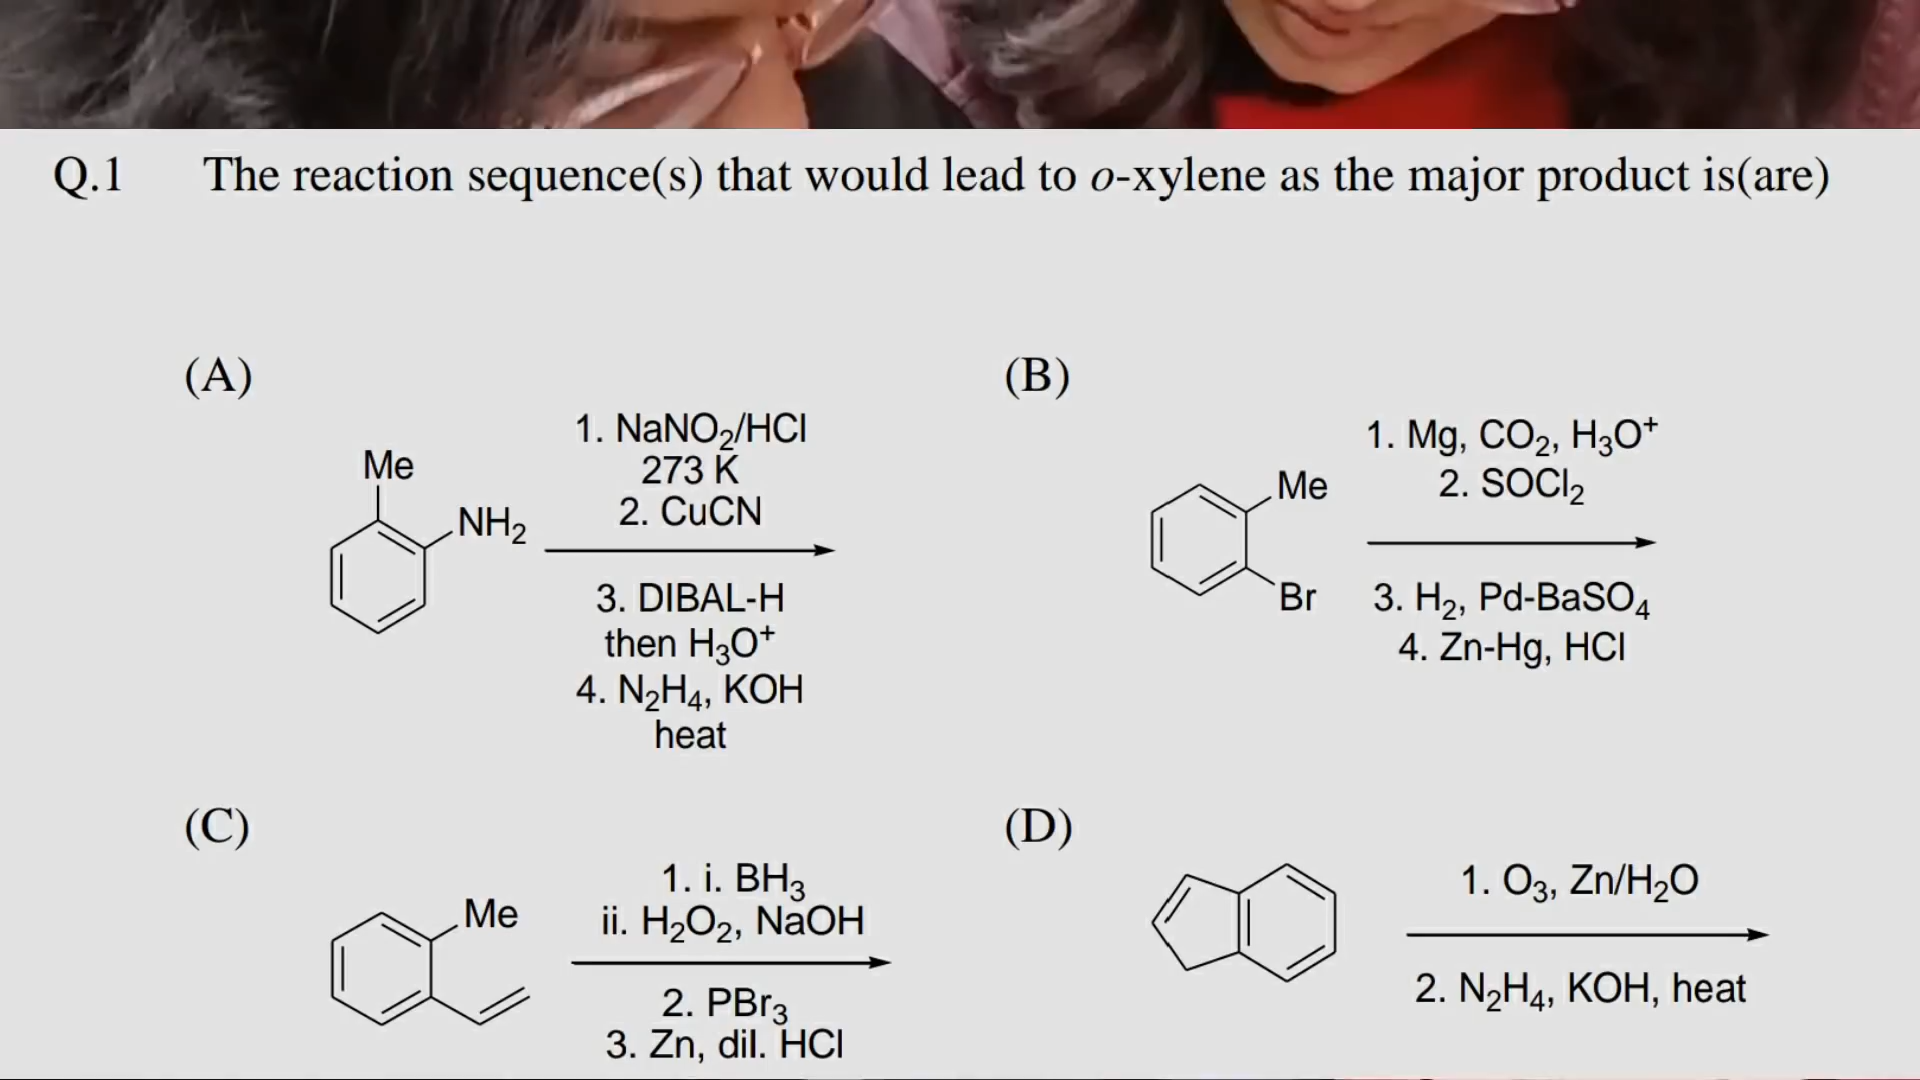 Q.1 The reaction sequence(s) that would lead to o-xylene as the major product is(are)
(A)
Me
NH₂
1. NaNO₂/HCl
273 K
2. CuCN
3. DIBAL-H
then H₃O⁺
4. N₂H₄, KOH
heat
(B)
Me
Br
1. Mg, CO₂, H₃O⁺
2. SOCl₂
3. H₂, Pd-BaSO₄
4. Zn-Hg, HCl
(C)
Me
1. i. BH₃
ii. H₂O₂, NaOH
2. PBr₃
3. Zn, dil. HCl
(D)
1. O₃, Zn/H₂O
2. N₂H₄, KOH, heat